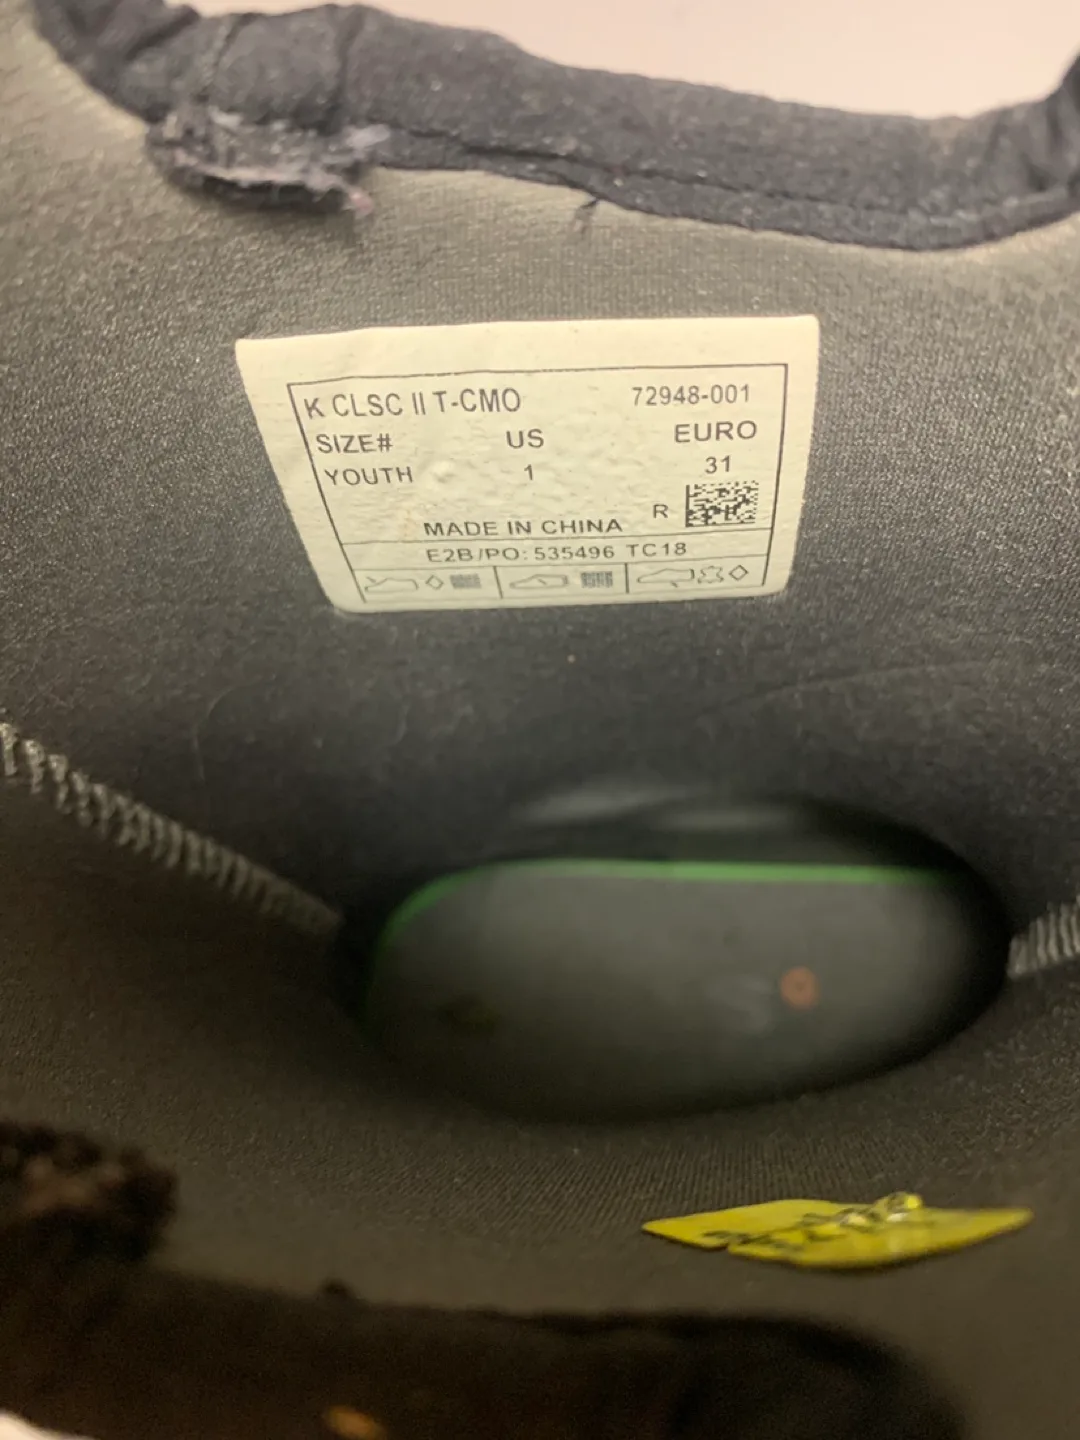 K CLSC II T-CMO 72948-001
SIZE# US EURO
YOUTH 1 31
R
MADE IN CHINA
E2B/PO: 535496 TC18